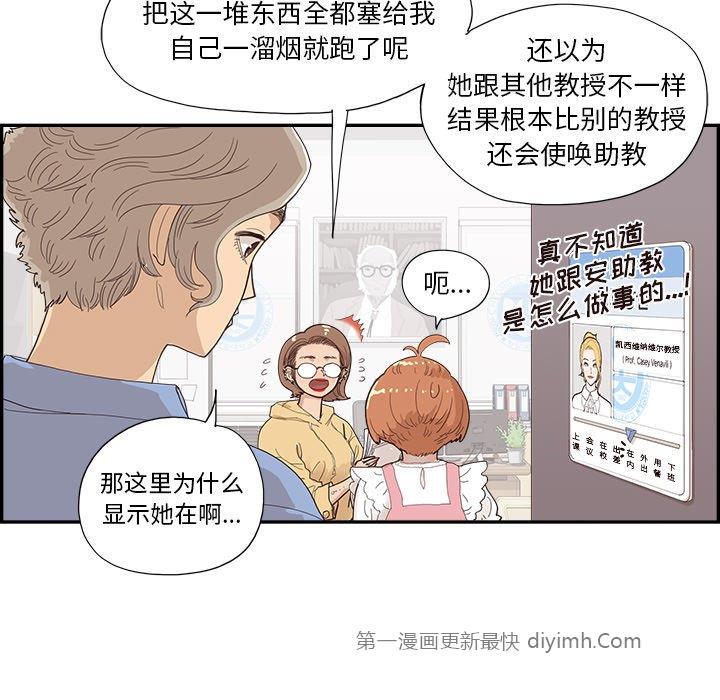 把这一堆东西全都塞给我
自己一溜烟就跑了呢
还以为
她跟其他教授不一样
结果根本比别的教授
还会使唤助教
呃...
真不知道
她跟安助教
是怎么做事的...!
凯西维纳维尔教授
( Prof. Casey Venavili )
上课
会议
在校
出差
在内
外出
用餐
下班
那这里为什么
显示她在啊...
第一漫画更新最快 diyimh.Com